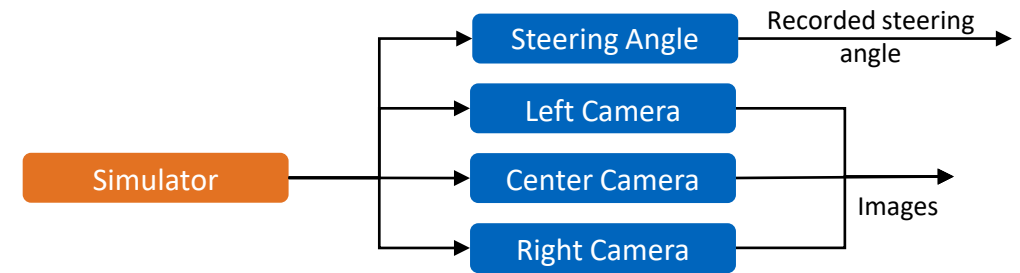 Steering Angle
Recorded steering
angle
Left Camera
Simulator
Center Camera
Images
Right Camera